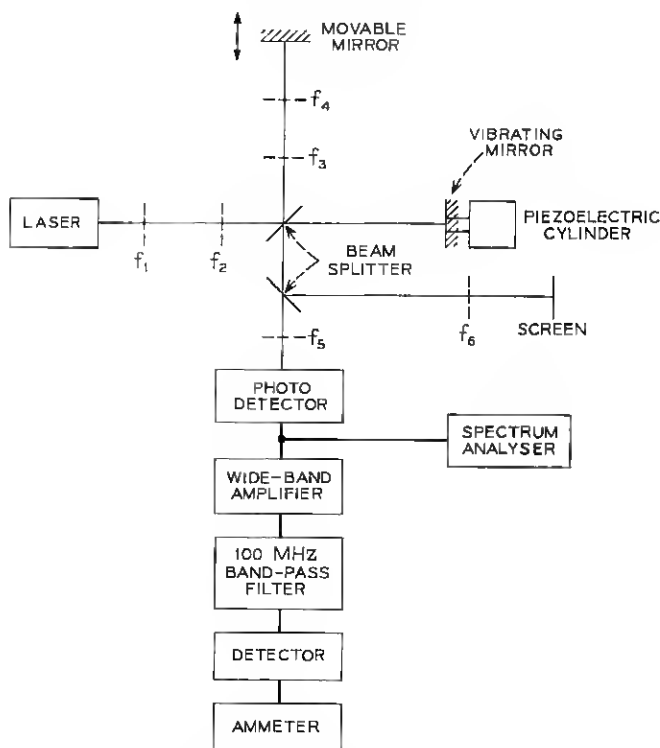 MOVABLE
MIRROR
f4
VIBRATING
MIRROR
f3
LASER
PIEZOELECTRIC
CYLINDER
f1
f2
BEAM
SPLITTER
f6
SCREEN
f5
PHOTO
DETECTOR
SPECTRUM
ANALYSER
WIDE-BAND
AMPLIFIER
100 MHz
BAND-PASS
FILTER
DETECTOR
AMMETER